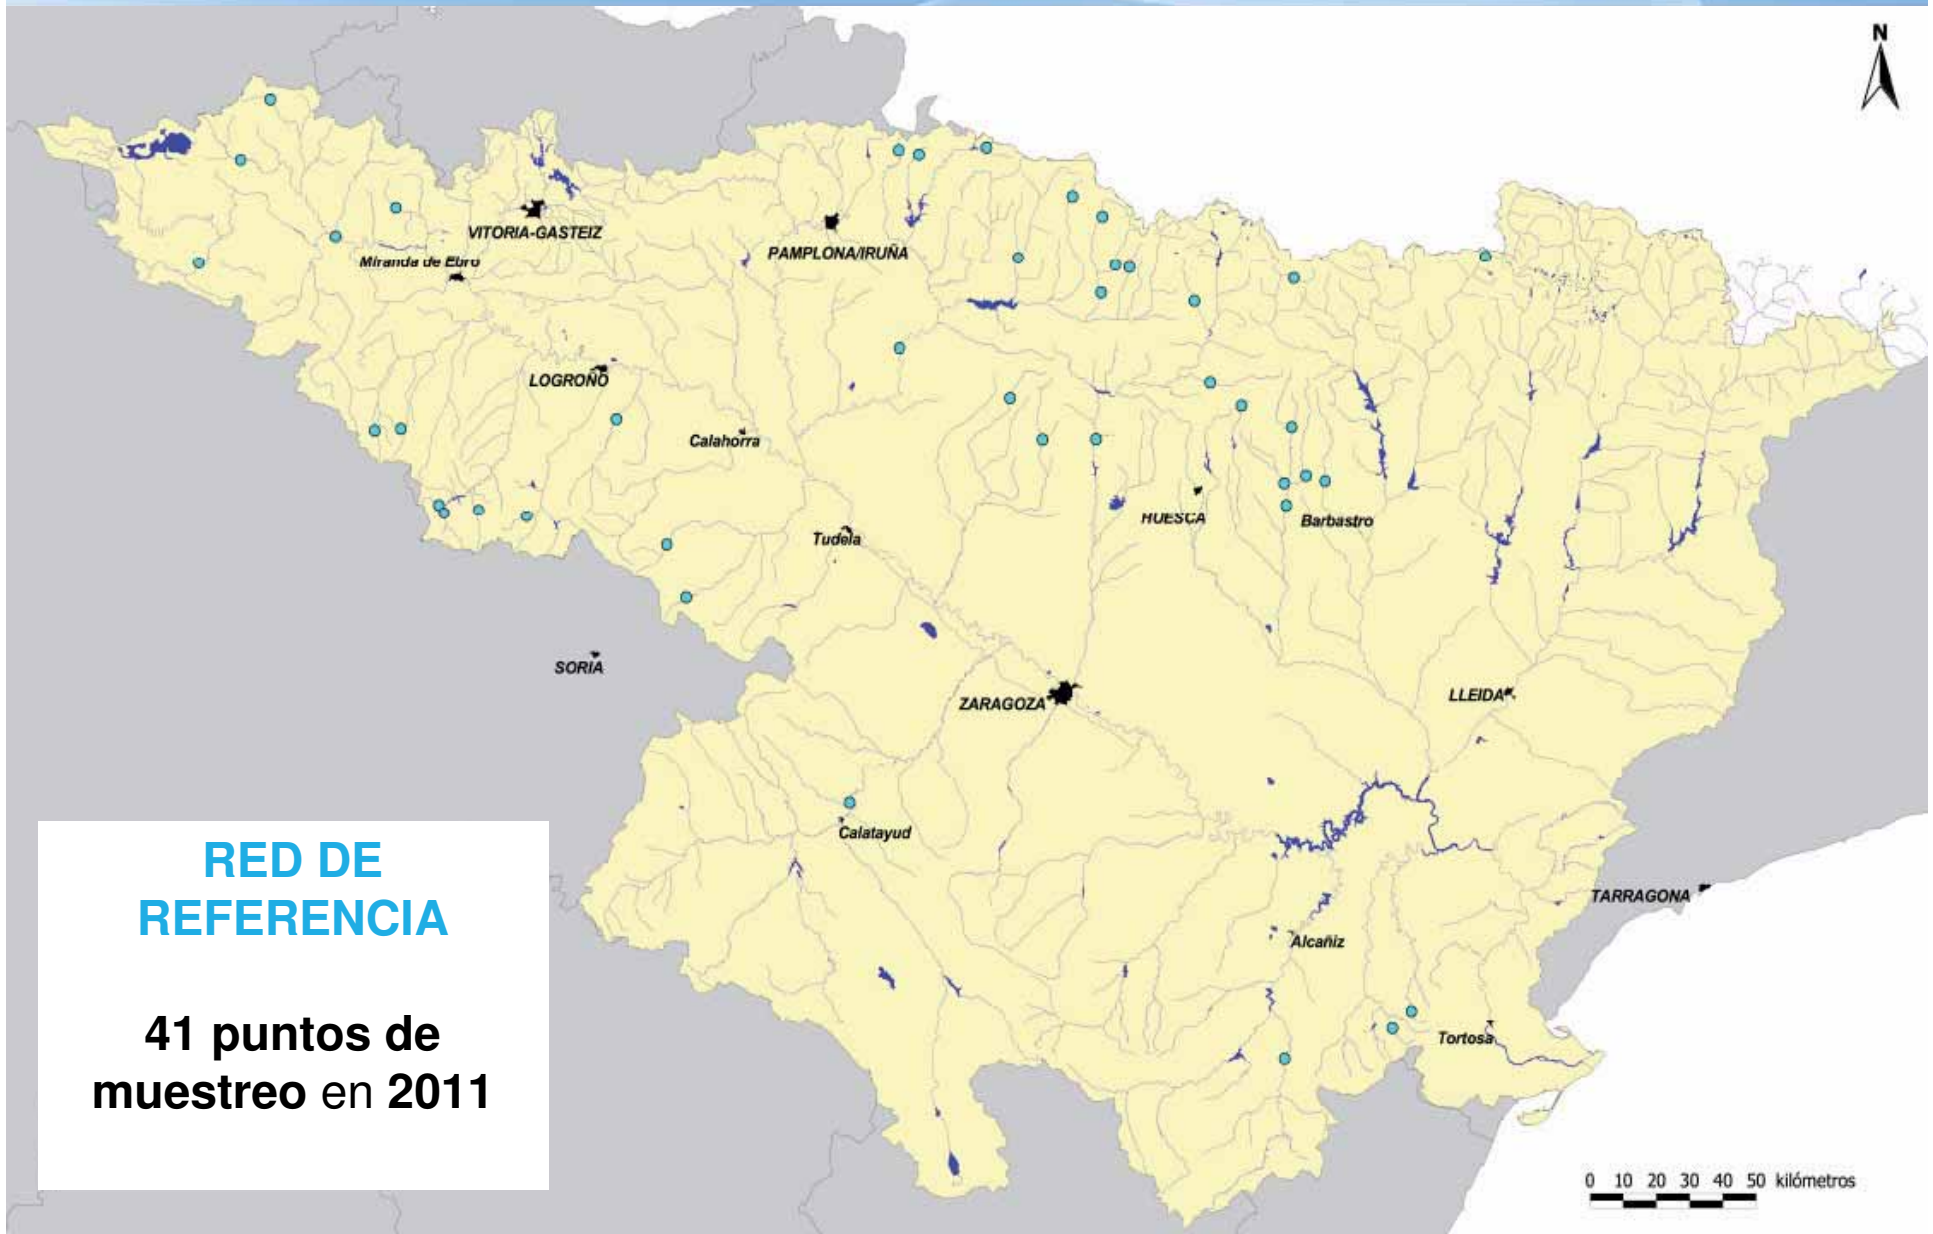 N
VITORIA-GASTEIZ
PAMPLONA/IRUÑA
Miranda de Ebro
LOGROÑO
Calahorra
HUESCA
Barbastro
Tudela
SORIA
ZARAGOZA
LLEIDA
Calatayud
TARRAGONA
Alcañiz
Tortosa
RED DE
REFERENCIA
41 puntos de
muestreo en 2011
0 10 20 30 40 50 kilómetros